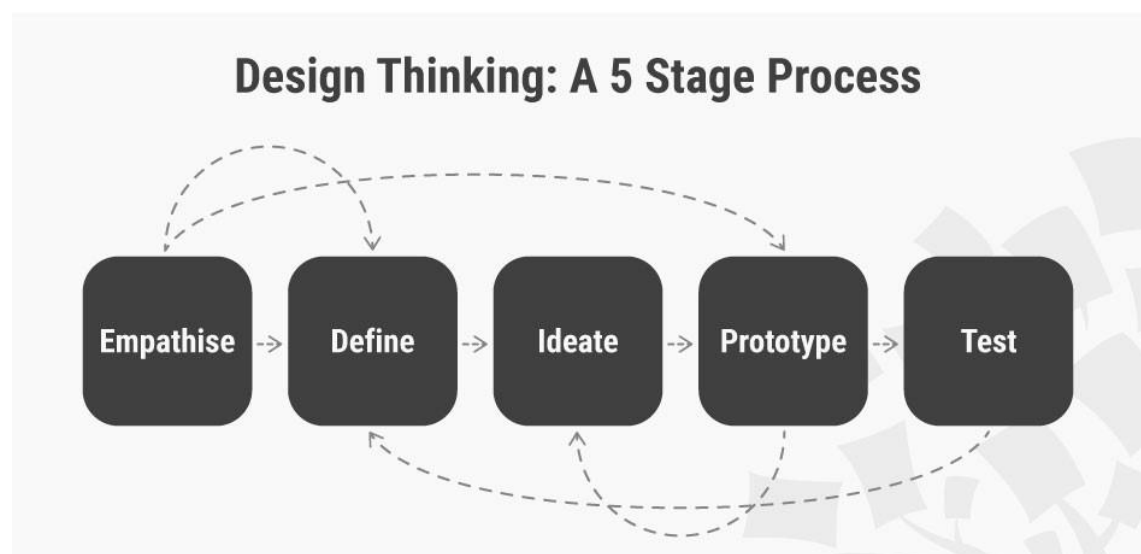 Design Thinking: A 5 Stage Process
Empathise
Define
Ideate
Prototype
Test